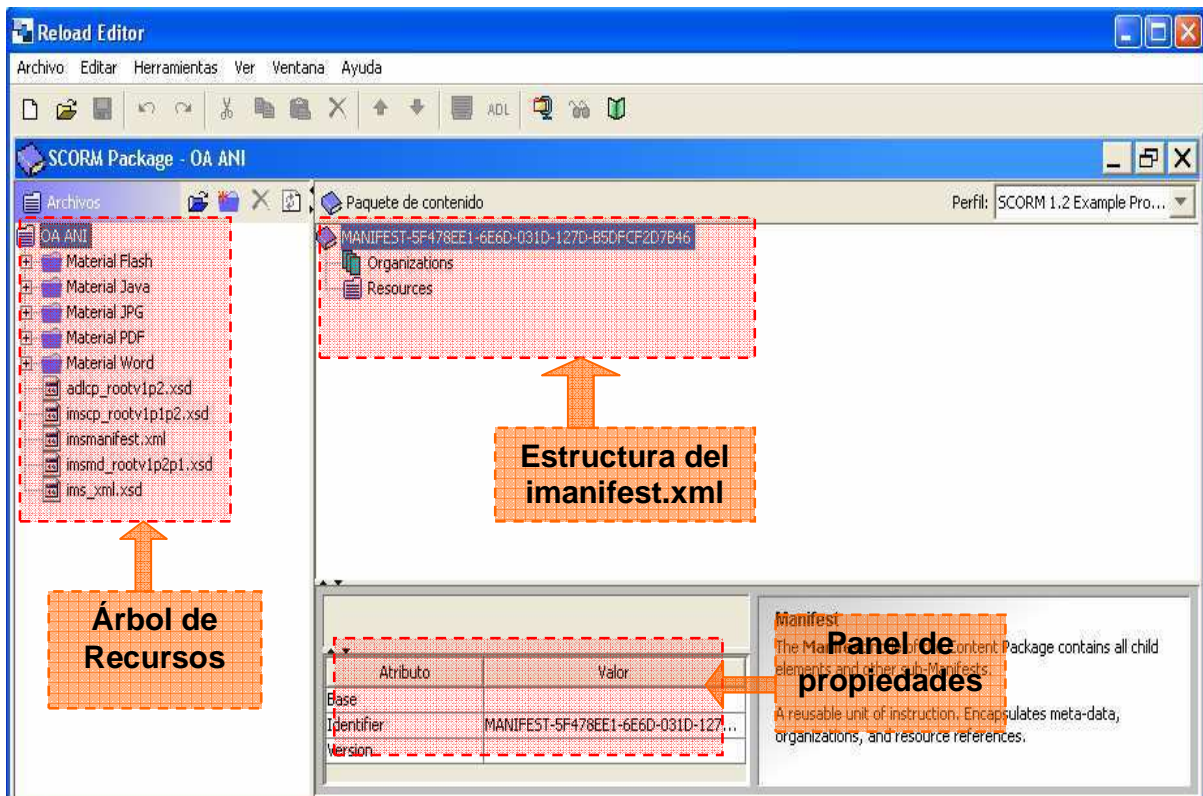 Reload Editor
Archivo Editar Herramientas Ver Ventana Ayuda
ADL
SCORM Package - OA ANI
Archivos
Paquete de contenido
Perfil: SCORM 1.2 Example Pro...
OA ANI
Material Flash
Material Java
Material JPG
Material PDF
Material Word
adlcp_rootv1p2.xsd
imscp_rootv1p1p2.xsd
imsmanifest.xml
imsmd_rootv1p2p1.xsd
ims_xml.xsd
MANIFEST-5F478EE1-6E6D-031D-127D-B5DFCF2D7B46
Organizations
Resources
Estructura del
imanifest.xml
Árbol de
Recursos
Atributo Valor
Base
Identifier MANIFEST-5F478EE1-6E6D-031D-127...
Version
Panel de
propiedades
Manifest
The Content Package contains all child
elements and other sub-Manifests.
A reusable unit of instruction. Encapsulates meta-data,
organizations, and resource references.